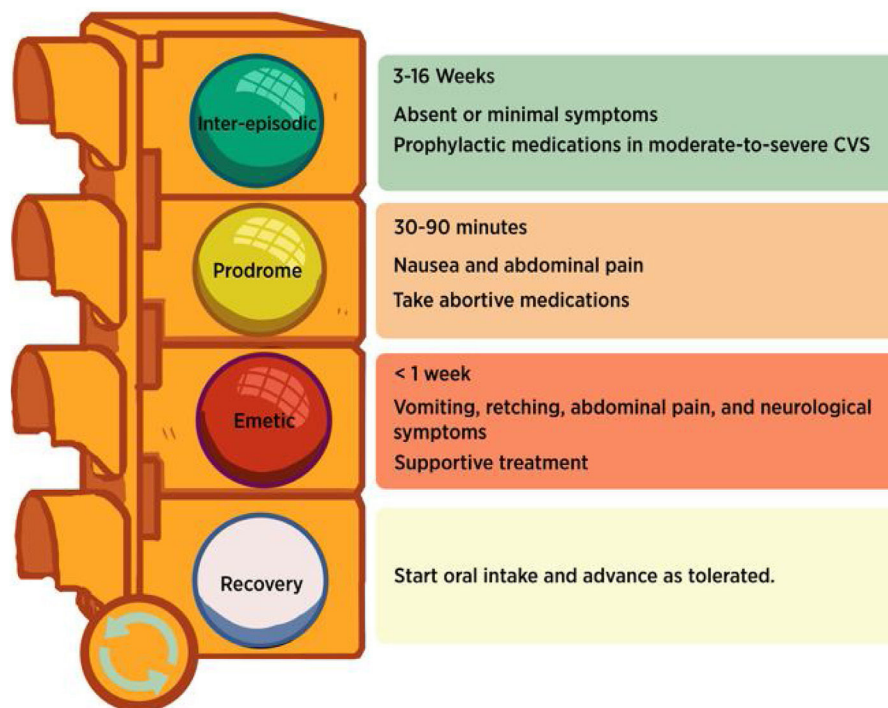 Inter-episodic
3-16 Weeks
Absent or minimal symptoms
Prophylactic medications in moderate-to-severe CVS
Prodrome
30-90 minutes
Nausea and abdominal pain
Take abortive medications
Emetic
< 1 week
Vomiting, retching, abdominal pain, and neurological
symptoms
Supportive treatment
Recovery
Start oral intake and advance as tolerated.